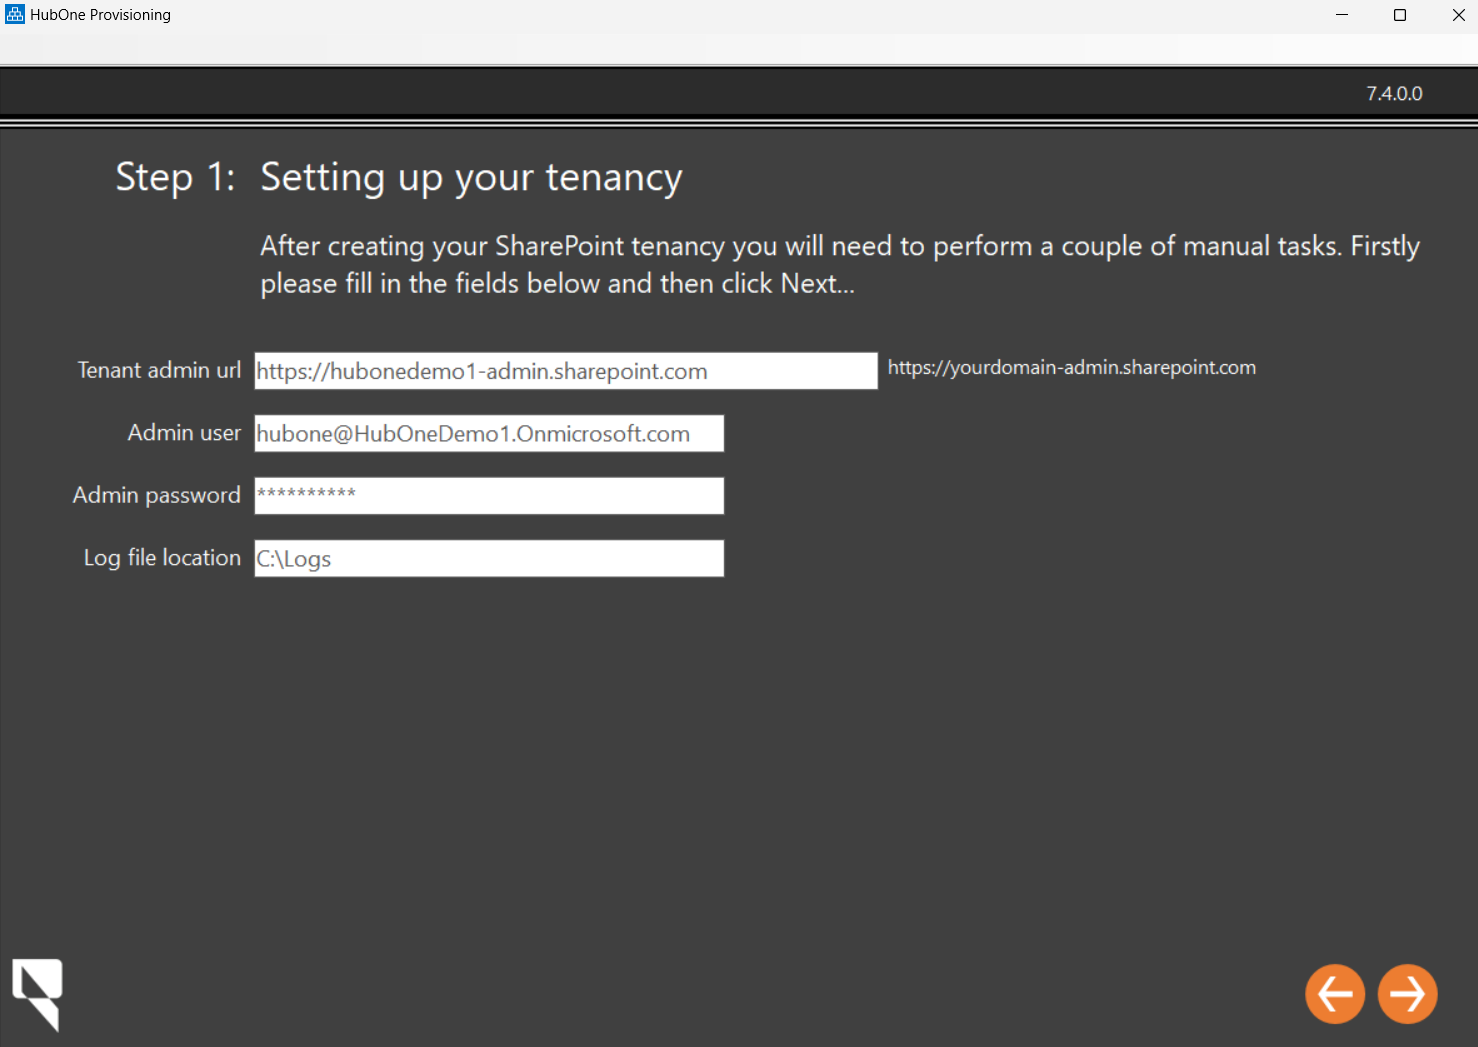 HubOne Provisioning
7.4.0.0
Step 1: Setting up your tenancy
After creating your SharePoint tenancy you will need to perform a couple of manual tasks. Firstly
please fill in the fields below and then click Next...
Tenant admin url https://hubonedemo1-admin.sharepoint.com https://yourdomain-admin.sharepoint.com
Admin user hubone@HubOneDemo1.Onmicrosoft.com
Admin password **********
Log file location C:\Logs